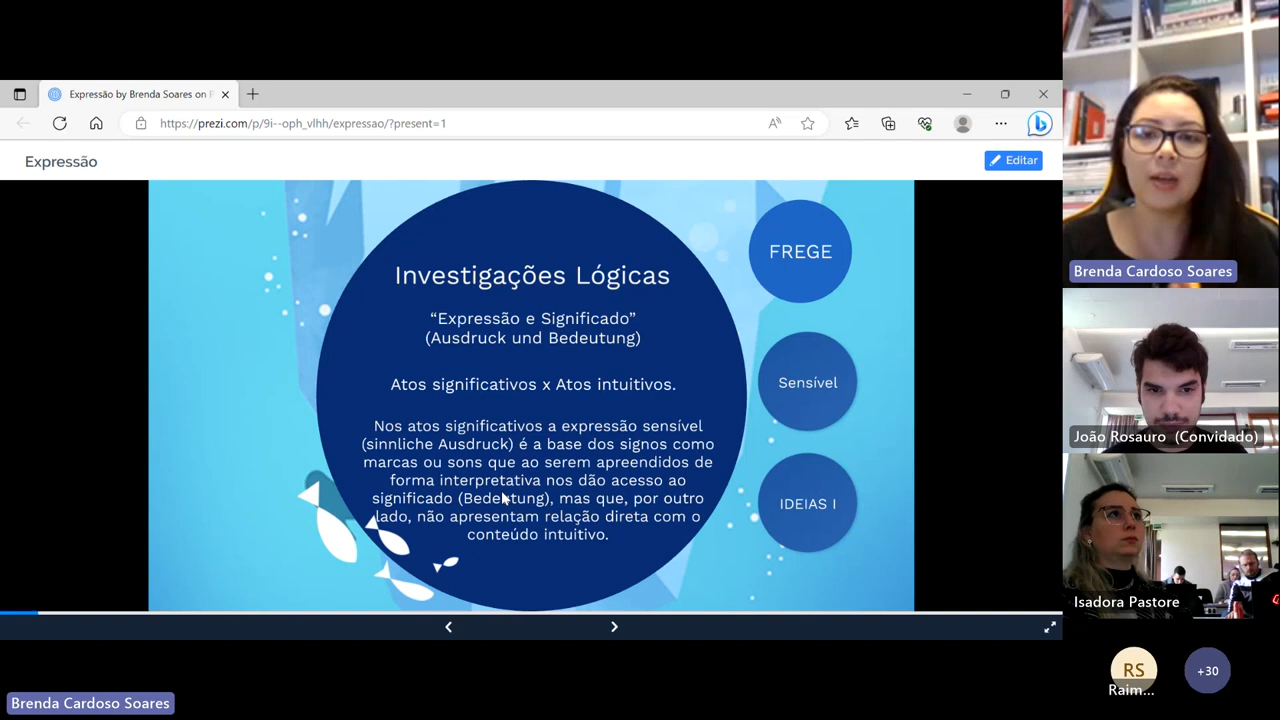 Expressão by Brenda Soares on P
https://prezi.com/p/9i--oph_vlhh/expressao/?present=1
Expressão
Editar
Investigações Lógicas
“Expressão e Significado”
(Ausdruck und Bedeutung)
Atos significativos x Atos intuitivos.
Nos atos significativos a expressão sensível
(sinnliche Ausdruck) é a base dos signos como
marcas ou sons que ao serem apreendidos de
forma interpretativa nos dão acesso ao
significado (Bedeutung), mas que, por outro
lado, não apresentam relação direta com o
conteúdo intuitivo.
FREGE
Sensível
IDEIAS I
Brenda Cardoso Soares
João Rosauro (Convidado)
Isadora Pastore
RS
Raim...
+30
Brenda Cardoso Soares